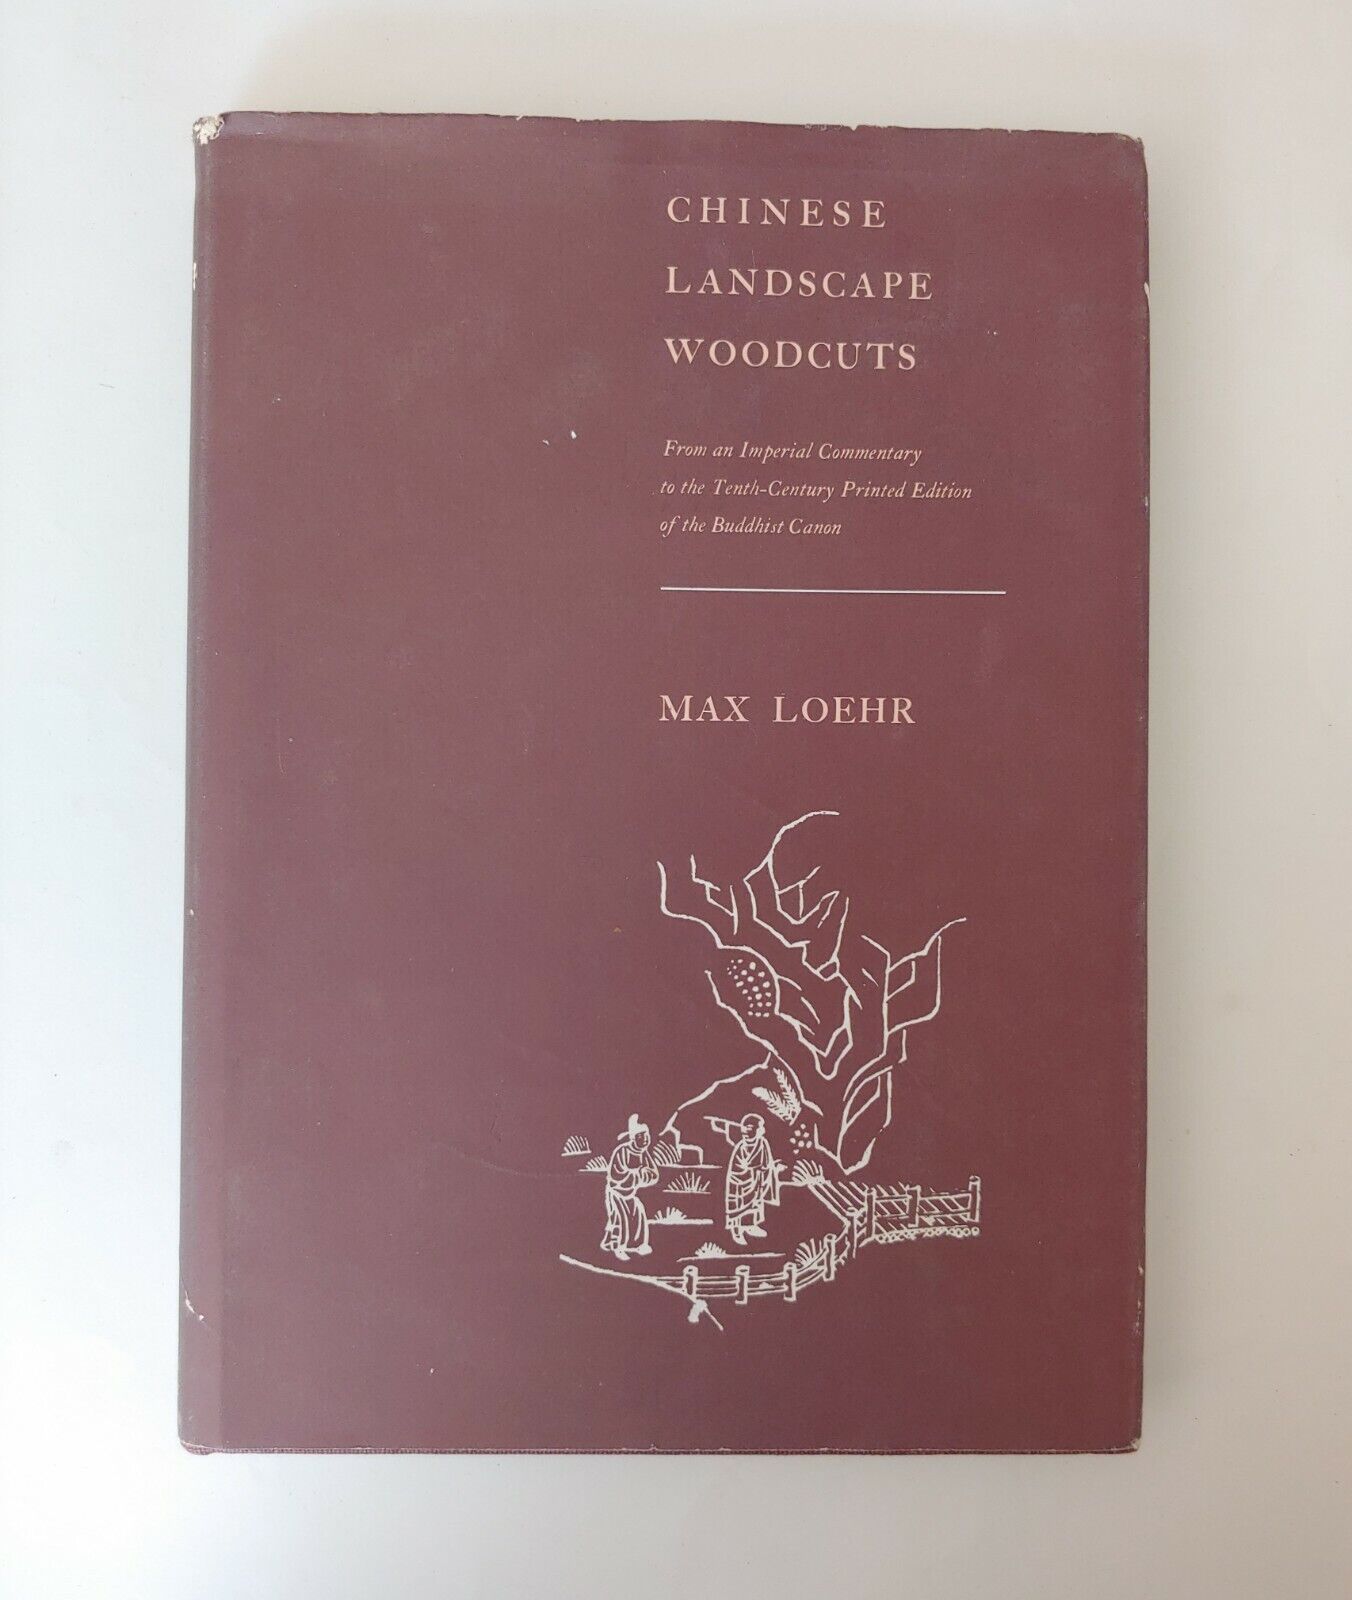 CHINESE
LANDSCAPE
WOODCUTS
From an Imperial Commentary
to the Tenth-Century Printed Edition
of the Buddhist Canon
MAX LOEHR